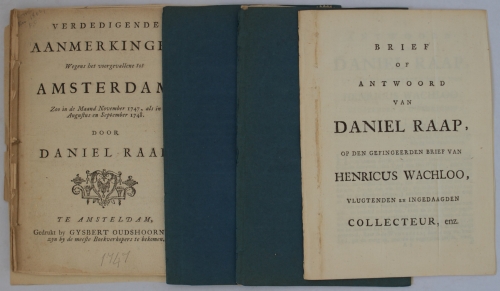 VERDEDIGENDE
AANMERKINGE
Wegens het voorgevallene tot
AMSTERDAM
Zoo in de Maand November 1747, als in
Augustus en September 1748.
DOOR
DANIEL RAAP
TE AMSTELDAM,
Gedrukt by GYSBERT OUDSHOORN
zyn by de meeste Boekverkopers te bekomen,
1747
BRIEF
OF
ANTWOORD
VAN
DANIEL RAAP,
OP DEN GEFINGEERDEN BRIEF VAN
HENRICUS WACHLOO,
VLUGTENDEN EN INGEDAAGDEN
COLLECTEUR, enz.